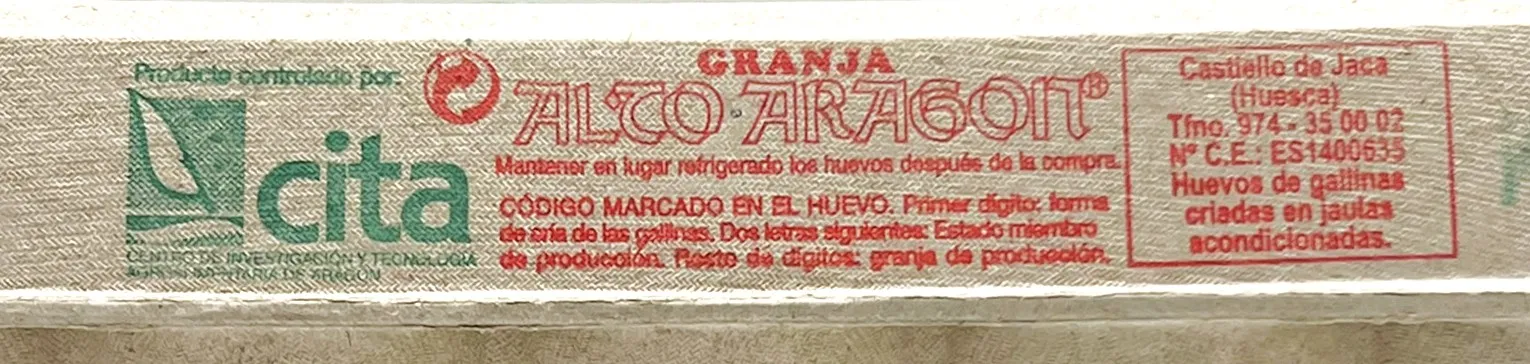 Producto controlado por:
cita
CENTRO DE INVESTIGACIÓN Y TECNOLOGÍA
AGROALIMENTARIA DE ARAGÓN
GRANJA
ALTO ARAGON®
Mantener en lugar refrigerado los huevos después de la compra.
CÓDIGO MARCADO EN EL HUEVO. Primer dígito: forma
de cría de las gallinas. Dos letras siguientes: Estado miembro
de producción. Resto de dígitos: granja de producción.
Castiello de Jaca
(Huesca)
Tfno. 974 - 35 00 02
Nº C.E.: ES1400635
Huevos de gallinas
criadas en jaulas
acondicionadas.